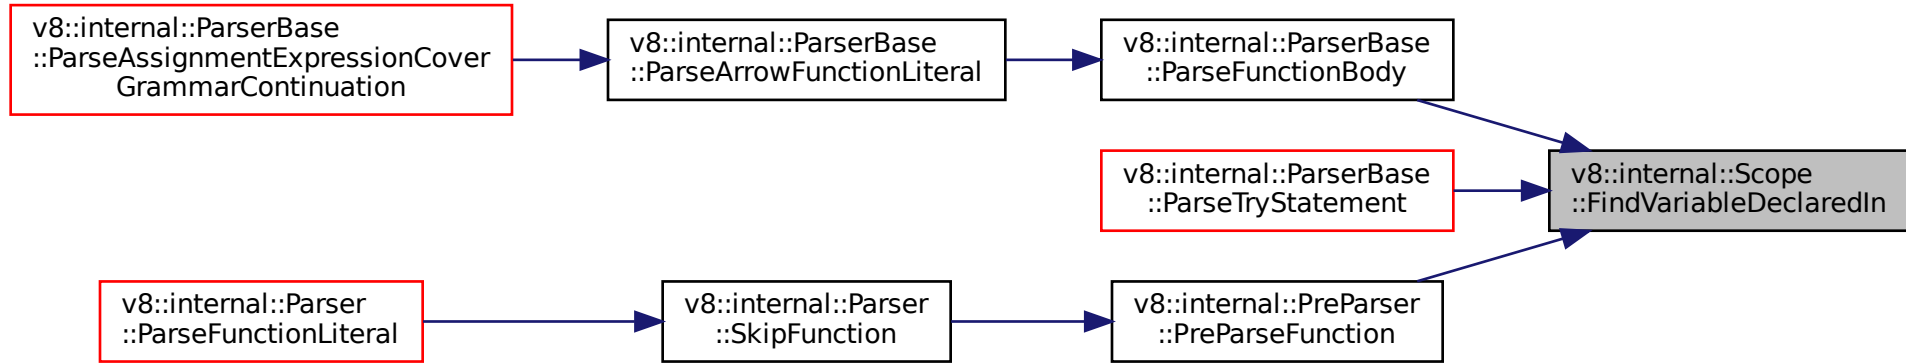 v8::internal::ParserBase
::ParseAssignmentExpressionCover
GrammarContinuation
v8::internal::ParserBase
::ParseArrowFunctionLiteral
v8::internal::ParserBase
::ParseFunctionBody
v8::internal::ParserBase
::ParseTryStatement
v8::internal::Scope
::FindVariableDeclaredIn
v8::internal::Parser
::ParseFunctionLiteral
v8::internal::Parser
::SkipFunction
v8::internal::PreParser
::PreParseFunction